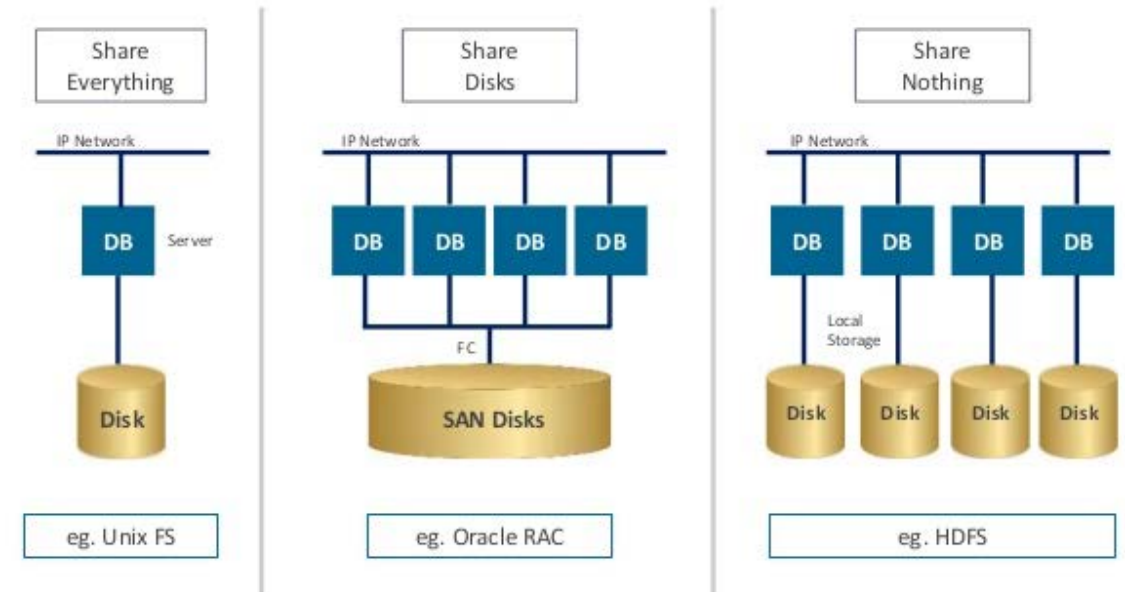 Share
Everything
IP Network
DB
Server
Disk
eg. Unix FS
Share
Disks
IP Network
DB DB DB DB
FC
SAN Disks
eg. Oracle RAC
Share
Nothing
IP Network
DB DB DB DB
Local
Storage
Disk Disk Disk Disk
eg. HDFS